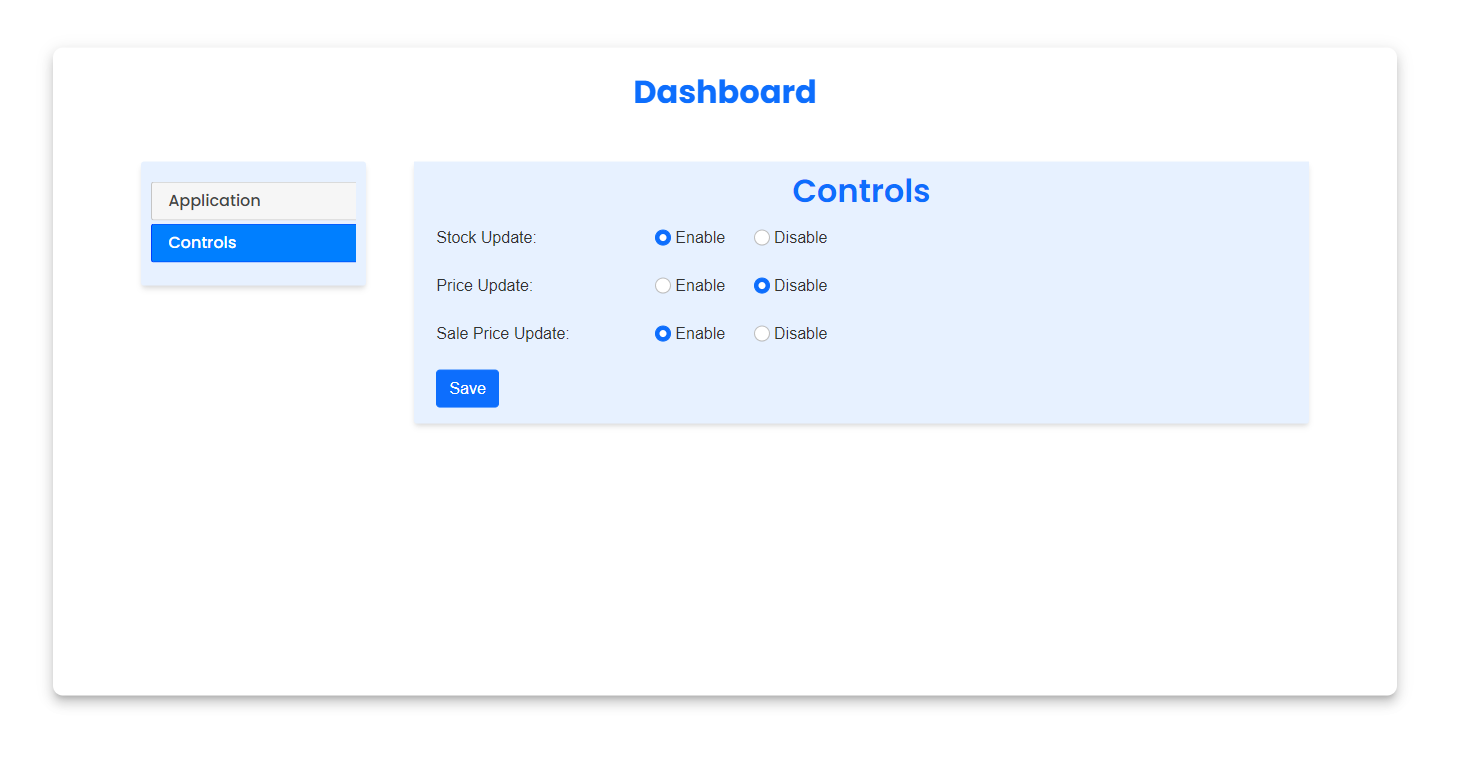 Dashboard
Application
Controls
Controls
Stock Update: Enable Disable
Price Update: Enable Disable
Sale Price Update: Enable Disable
Save